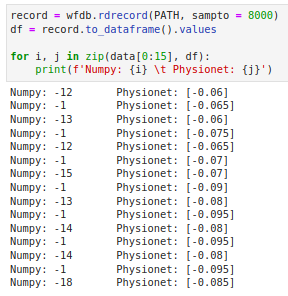 record = wfdb.rdrecord(PATH, sampto = 8000)
df = record.to_dataframe().values
for i, j in zip(data[0:15], df):
    print(f'Numpy: {i} \t Physionet: {j}')
Numpy: -12 Physionet: [-0.06]
Numpy: -1 Physionet: [-0.065]
Numpy: -13 Physionet: [-0.06]
Numpy: -1 Physionet: [-0.075]
Numpy: -12 Physionet: [-0.065]
Numpy: -1 Physionet: [-0.07]
Numpy: -15 Physionet: [-0.07]
Numpy: -1 Physionet: [-0.09]
Numpy: -13 Physionet: [-0.08]
Numpy: -1 Physionet: [-0.095]
Numpy: -14 Physionet: [-0.08]
Numpy: -1 Physionet: [-0.095]
Numpy: -14 Physionet: [-0.08]
Numpy: -1 Physionet: [-0.095]
Numpy: -18 Physionet: [-0.085]